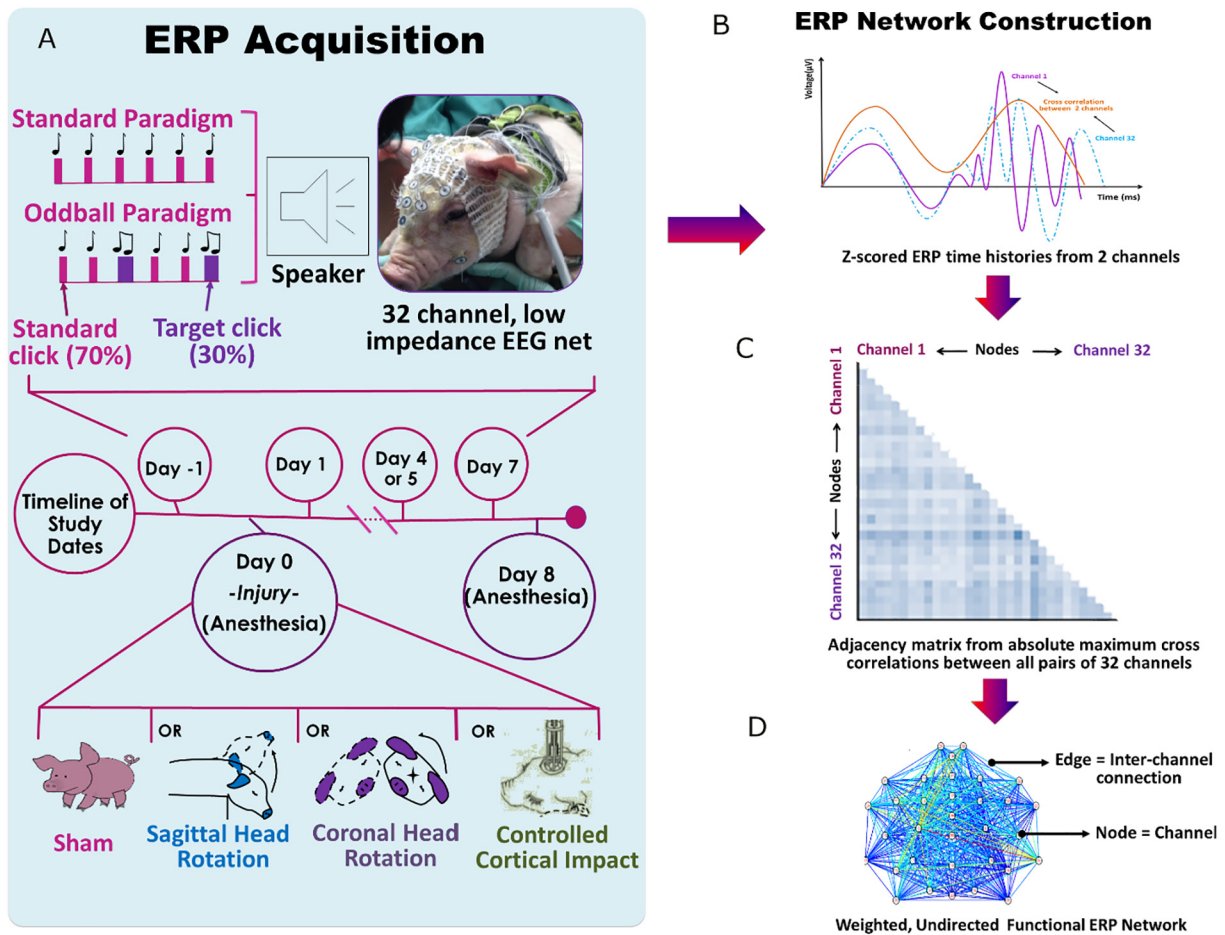 A
ERP Acquisition
Standard Paradigm
Oddball Paradigm
Speaker
Standard
click (70%)
Target click
(30%)
32 channel, low
impedance EEG net
Timeline of
Study
Dates
Day -1
Day 1
Day 4
or 5
Day 7
Day 0
-Injury-
(Anesthesia)
Day 8
(Anesthesia)
OR
OR
OR
Sham
Sagittal Head
Rotation
Coronal Head
Rotation
Controlled
Cortical Impact
B
ERP Network Construction
Voltage(µV)
Channel 1
Cross correlation
between 2 channels
Channel 32
Time (ms)
Z-scored ERP time histories from 2 channels
C
Channel 1
Nodes
Channel 32
Channel 1
Nodes
Channel 32
Adjacency matrix from absolute maximum cross
correlations between all pairs of 32 channels
D
Edge = Inter-channel
connection
Node = Channel
Weighted, Undirected Functional ERP Network